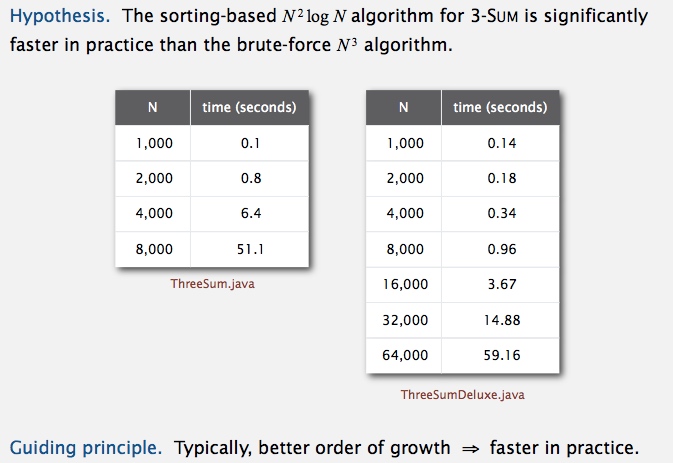 Hypothesis. The sorting-based N² log N algorithm for 3-SUM is significantly
faster in practice than the brute-force N³ algorithm.
N time (seconds)
1,000 0.1
2,000 0.8
4,000 6.4
8,000 51.1
ThreeSum.java
N time (seconds)
1,000 0.14
2,000 0.18
4,000 0.34
8,000 0.96
16,000 3.67
32,000 14.88
64,000 59.16
ThreeSumDeluxe.java
Guiding principle. Typically, better order of growth ⇒ faster in practice.